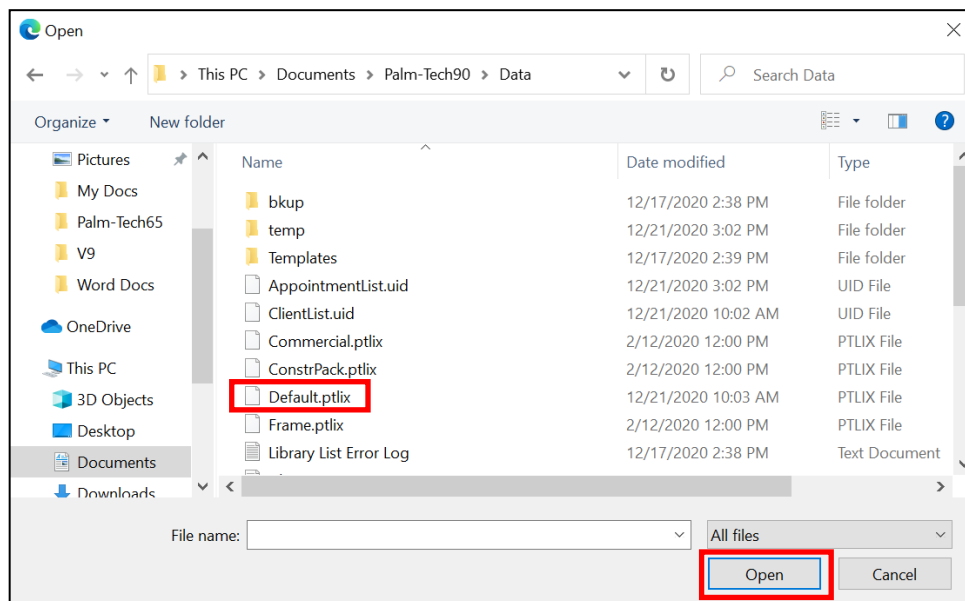 Open
This PC > Documents > Palm-Tech90 > Data
Search Data
Organize
New folder
Pictures
My Docs
Palm-Tech65
V9
Word Docs
OneDrive
This PC
3D Objects
Desktop
Documents
Downloads
Name Date modified Type
bkup 12/17/2020 2:38 PM File folder
temp 12/21/2020 3:02 PM File folder
Templates 12/17/2020 2:39 PM File folder
AppointmentList.uid 12/21/2020 3:02 PM UID File
ClientList.uid 12/21/2020 10:02 AM UID File
Commercial.ptlix 2/12/2020 12:00 PM PTLIX File
ConstrPack.ptlix 2/12/2020 12:00 PM PTLIX File
Default.ptlix 12/21/2020 10:03 AM PTLIX File
Frame.ptlix 2/12/2020 12:00 PM PTLIX File
Library List Error Log 12/17/2020 2:38 PM Text Document
File name:
All files
Open
Cancel